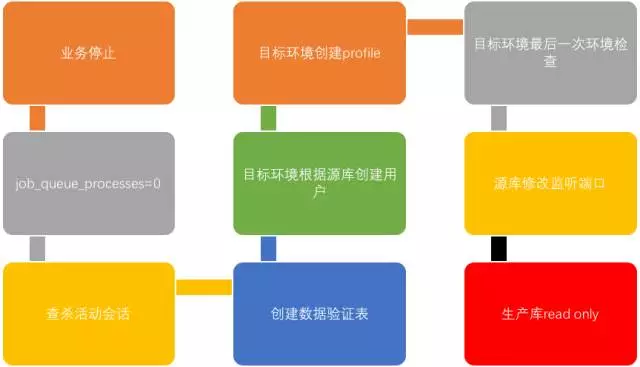 业务停止
job_queue_processes=0
查杀活动会话
创建数据验证表
目标环境根据源库创建用
户
目标环境创建profile
目标环境最后一次环境检
查
源库修改监听端口
生产库read only